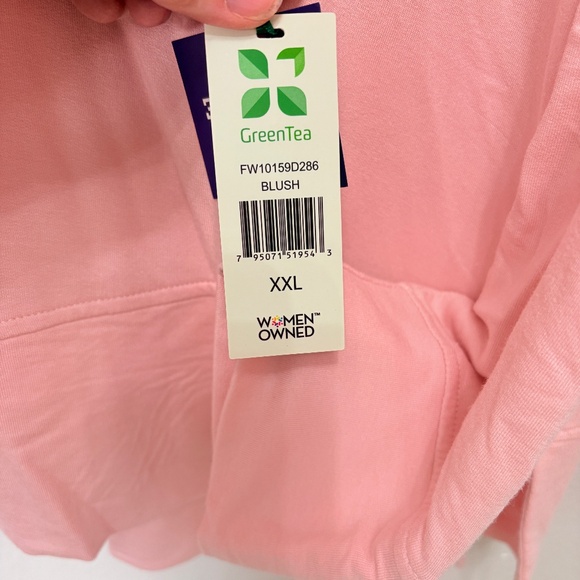 GreenTea
FW10159D286
BLUSH
7 95071 51954 3
XXL
WOMEN™
OWNED